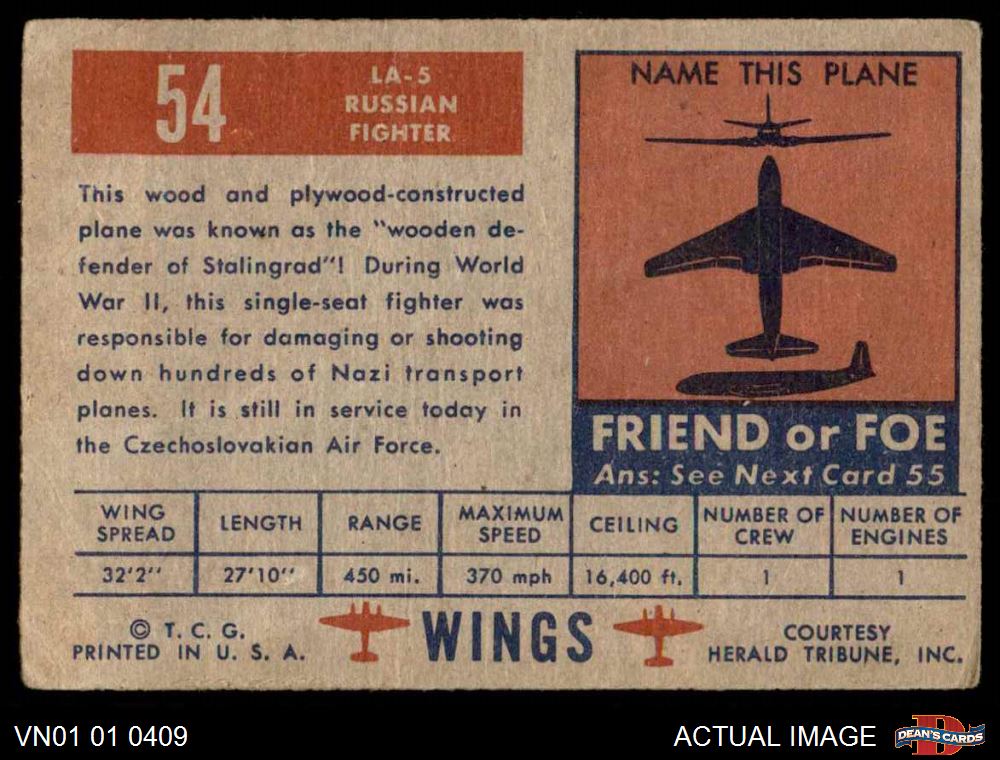 54
LA-5
RUSSIAN
FIGHTER
This wood and plywood-constructed
plane was known as the "wooden de-
fender of Stalingrad"! During World
War II, this single-seat fighter was
responsible for damaging or shooting
down hundreds of Nazi transport
planes. It is still in service today in
the Czechoslovakian Air Force.
NAME THIS PLANE
FRIEND or FOE
Ans: See Next Card 55
WING SPREAD
LENGTH
RANGE
MAXIMUM SPEED
CEILING
NUMBER OF CREW
NUMBER OF ENGINES
32'2''
27'10''
450 mi.
370 mph
16,400 ft.
1
1
© T. C. G.
PRINTED IN U. S. A.
WINGS
COURTESY
HERALD TRIBUNE, INC.
VN01 01 0409
ACTUAL IMAGE
D
DEAN'S CARDS